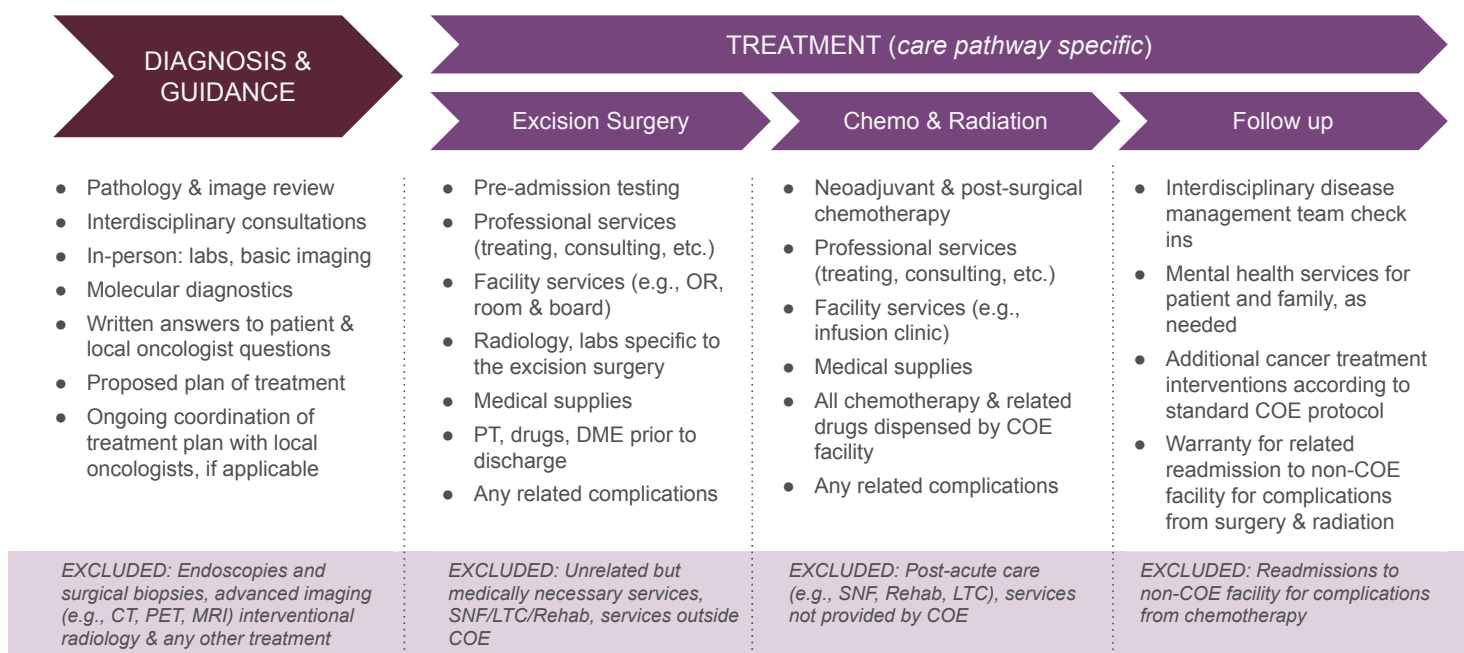 DIAGNOSIS &
GUIDANCE
TREATMENT (care pathway specific)
Excision Surgery
Chemo & Radiation
Follow up
● Pathology & image review
● Interdisciplinary consultations
● In-person: labs, basic imaging
● Molecular diagnostics
● Written answers to patient &
local oncologist questions
● Proposed plan of treatment
● Ongoing coordination of
treatment plan with local
oncologists, if applicable
● Pre-admission testing
● Professional services
(treating, consulting, etc.)
● Facility services (e.g., OR,
room & board)
● Radiology, labs specific to
the excision surgery
● Medical supplies
● PT, drugs, DME prior to
discharge
● Any related complications
● Neoadjuvant & post-surgical
chemotherapy
● Professional services
(treating, consulting, etc.)
● Facility services (e.g.,
infusion clinic)
● Medical supplies
● All chemotherapy & related
drugs dispensed by COE
facility
● Any related complications
● Interdisciplinary disease
management team check
ins
● Mental health services for
patient and family, as
needed
● Additional cancer treatment
interventions according to
standard COE protocol
● Warranty for related
readmission to non-COE
facility for complications
from surgery & radiation
EXCLUDED: Endoscopies and
surgical biopsies, advanced imaging
(e.g., CT, PET, MRI) interventional
radiology & any other treatment
EXCLUDED: Unrelated but
medically necessary services,
SNF/LTC/Rehab, services outside
COE
EXCLUDED: Post-acute care
(e.g., SNF, Rehab, LTC), services
not provided by COE
EXCLUDED: Readmissions to
non-COE facility for complications
from chemotherapy